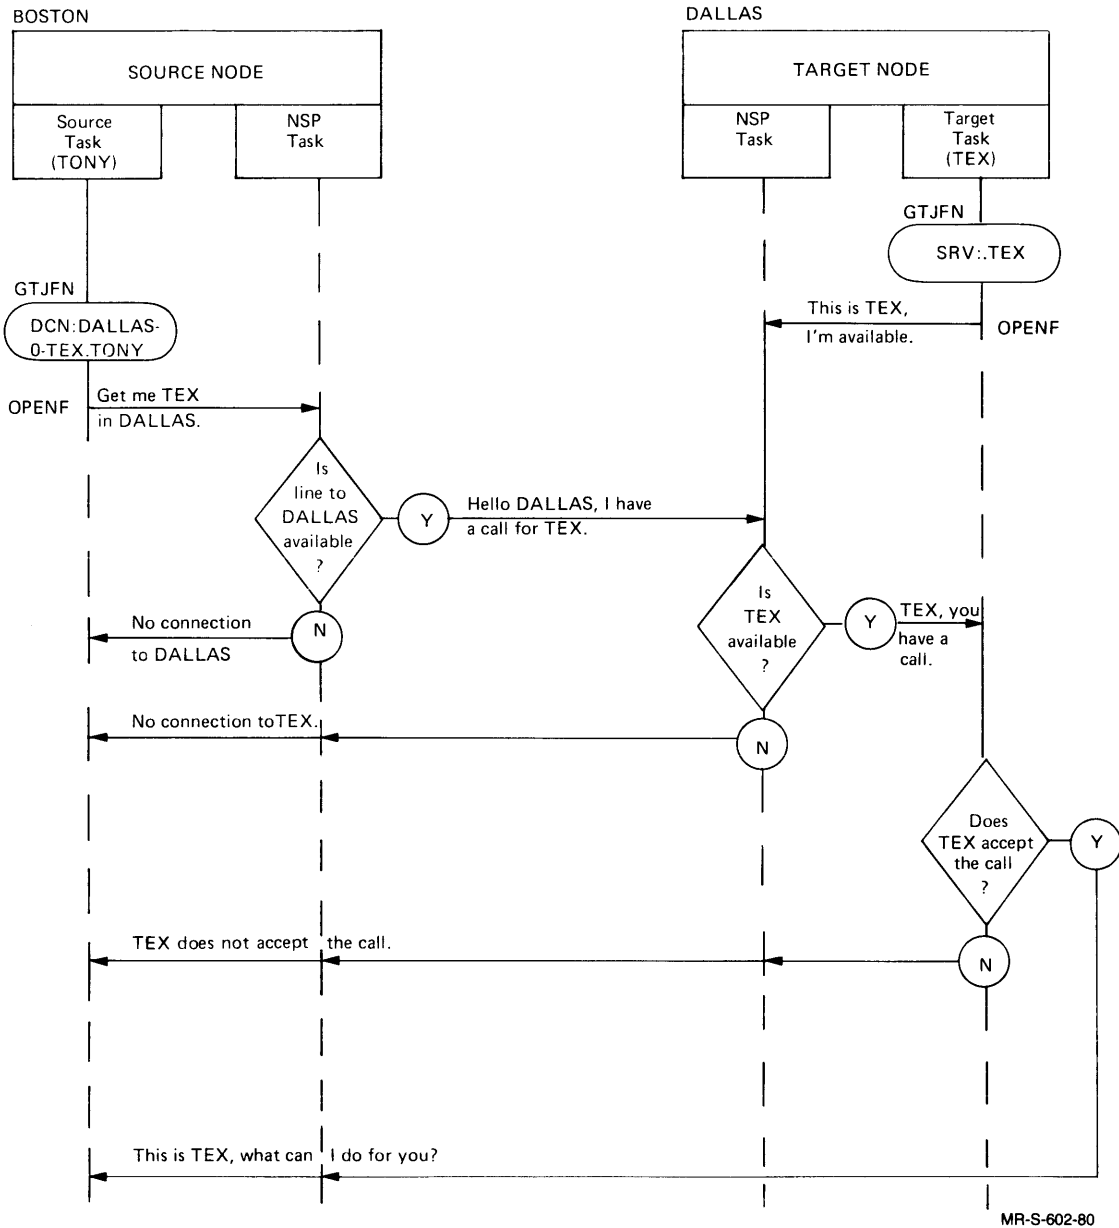 BOSTON
DALLAS
SOURCE NODE
TARGET NODE
Source
Task
(TONY)
NSP
Task
NSP
Task
Target
Task
(TEX)
GTJFN
SRV:.TEX
GTJFN
DCN:DALLAS-
0-TEX.TONY
This is TEX,
I'm available.
OPENF
OPENF
Get me TEX
in DALLAS.
Is
line to
DALLAS
available
?
Y
Hello DALLAS, I have
a call for TEX.
Is
TEX
available
?
Y
TEX, you
have a
call.
N
No connection
to DALLAS
No connection to TEX.
N
Does
TEX accept
the call
?
Y
TEX does not accept the call.
N
This is TEX, what can I do for you?
MR-S-602-80